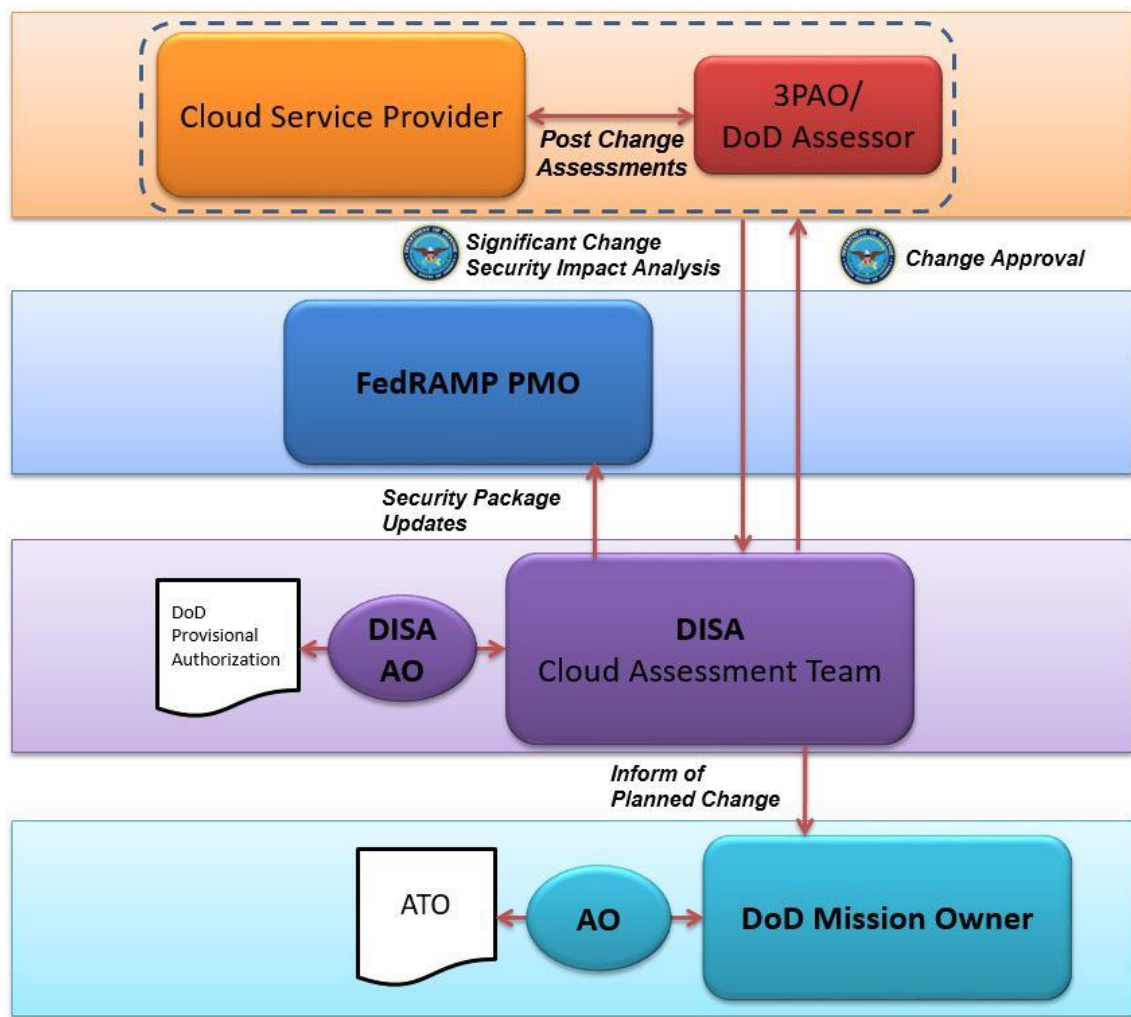 Cloud Service Provider
3PAO/
DoD Assessor
Post Change
Assessments
Significant Change
Security Impact Analysis
Change Approval
FedRAMP PMO
Security Package
Updates
DoD
Provisional
Authorization
DISA
AO
DISA
Cloud Assessment Team
Inform of
Planned Change
ATO
AO
DoD Mission Owner